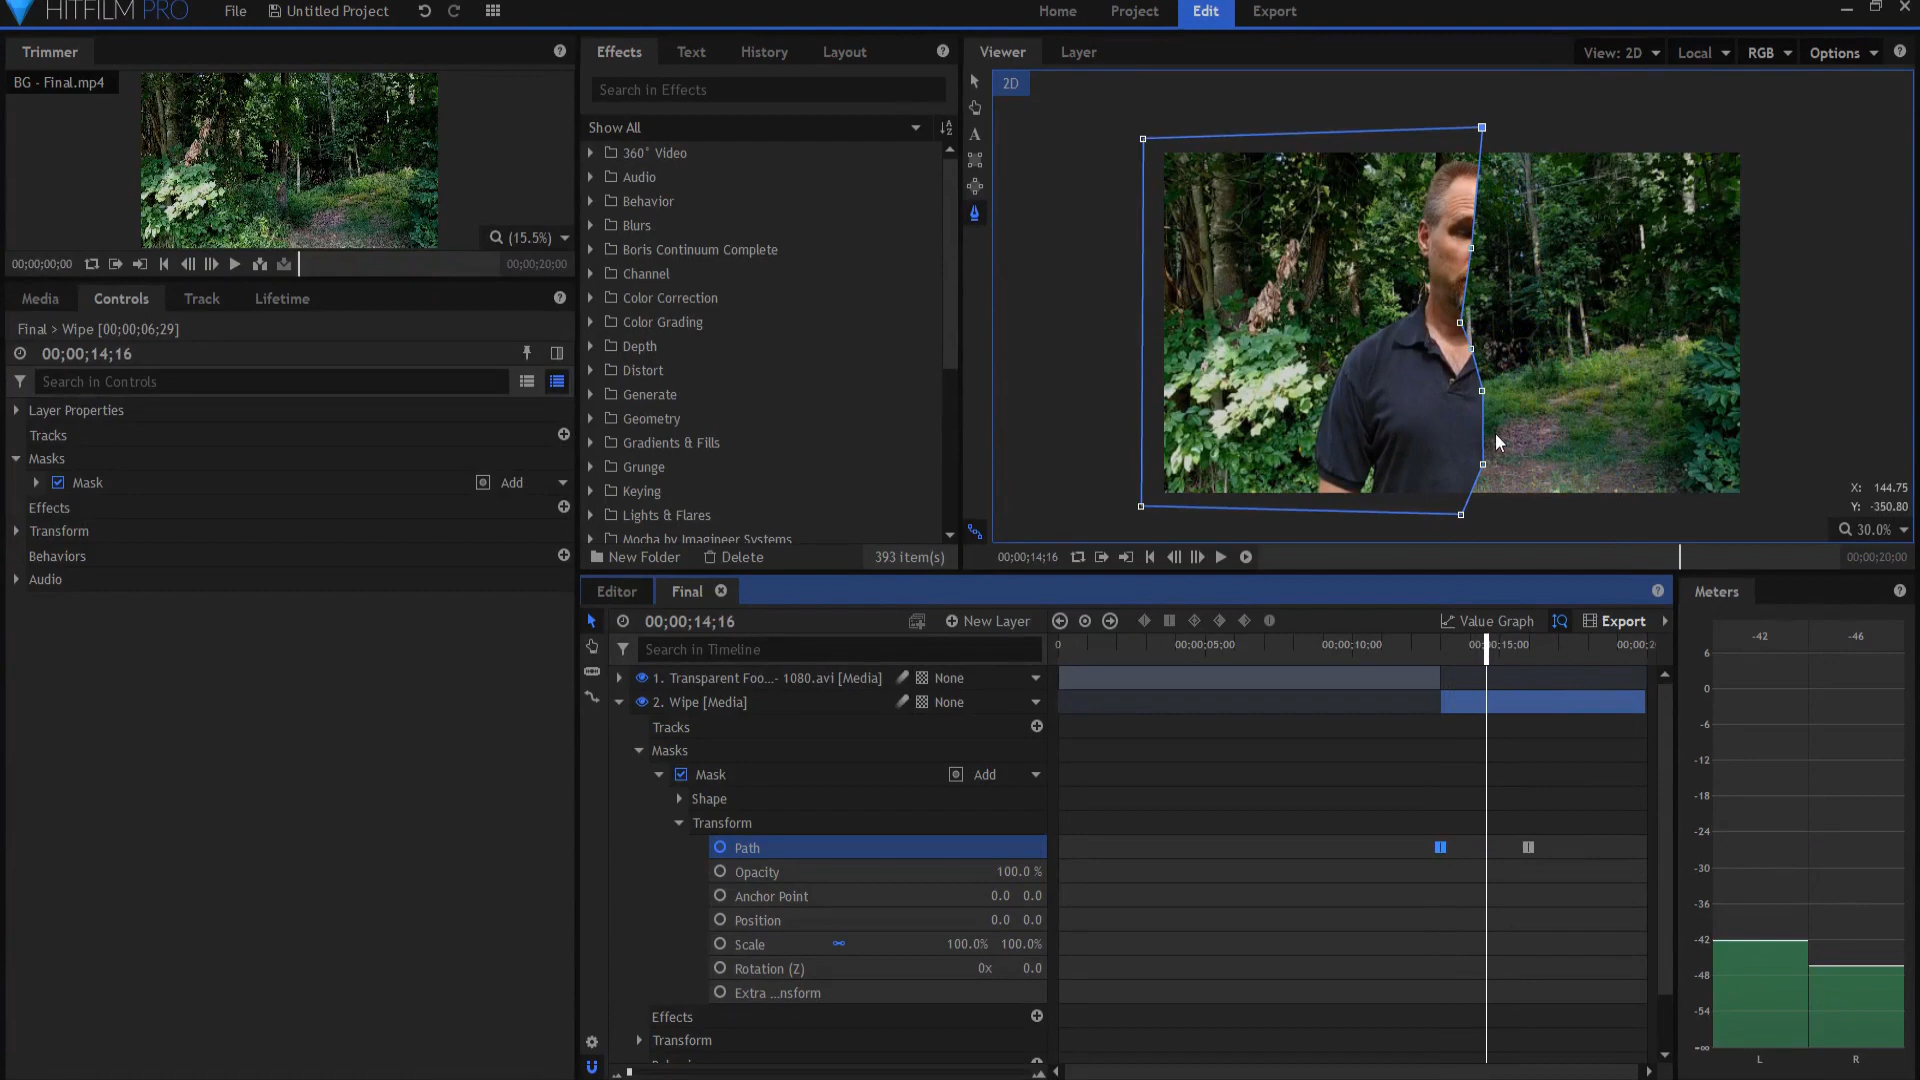 HITFILM PRO
File
Untitled Project
Home
Project
Edit
Export
Trimmer
BG - Final.mp4
(15.5%)
00;00;00;00
00;00;20;00
Media
Controls
Track
Lifetime
Final > Wipe [00;00;06;29]
00;00;14;16
Search in Controls
Layer Properties
Tracks
Masks
Mask
Add
Effects
Transform
Behaviors
Audio
Effects
Text
History
Layout
Search in Effects
Show All
360° Video
Audio
Behavior
Blurs
Boris Continuum Complete
Channel
Color Correction
Color Grading
Depth
Distort
Generate
Geometry
Gradients & Fills
Grunge
Keying
Lights & Flares
Mocha by Imagineer Systems
New Folder
Delete
393 item(s)
Viewer
Layer
View: 2D
Local
RGB
Options
2D
X: 144.75
Y: -350.80
30.0%
00;00;14;16
00;00;20;00
Editor
Final
00;00;14;16
New Layer
Value Graph
Export
Search in Timeline
0
00;00;05;00
00;00;10;00
00;00;15;00
00;00;2
1. Transparent Foo...- 1080.avi [Media]
None
2. Wipe [Media]
None
Tracks
Masks
Mask
Add
Shape
Transform
Path
Opacity
100.0 %
Anchor Point
0.0 0.0
Position
0.0 0.0
Scale
100.0% 100.0%
Rotation (Z)
0x 0.0
Extra ...nsform
Effects
Transform
Meters
-42
-46
6
0
-6
-12
-18
-24
-30
-36
-42
-48
-54
-∞
L
R